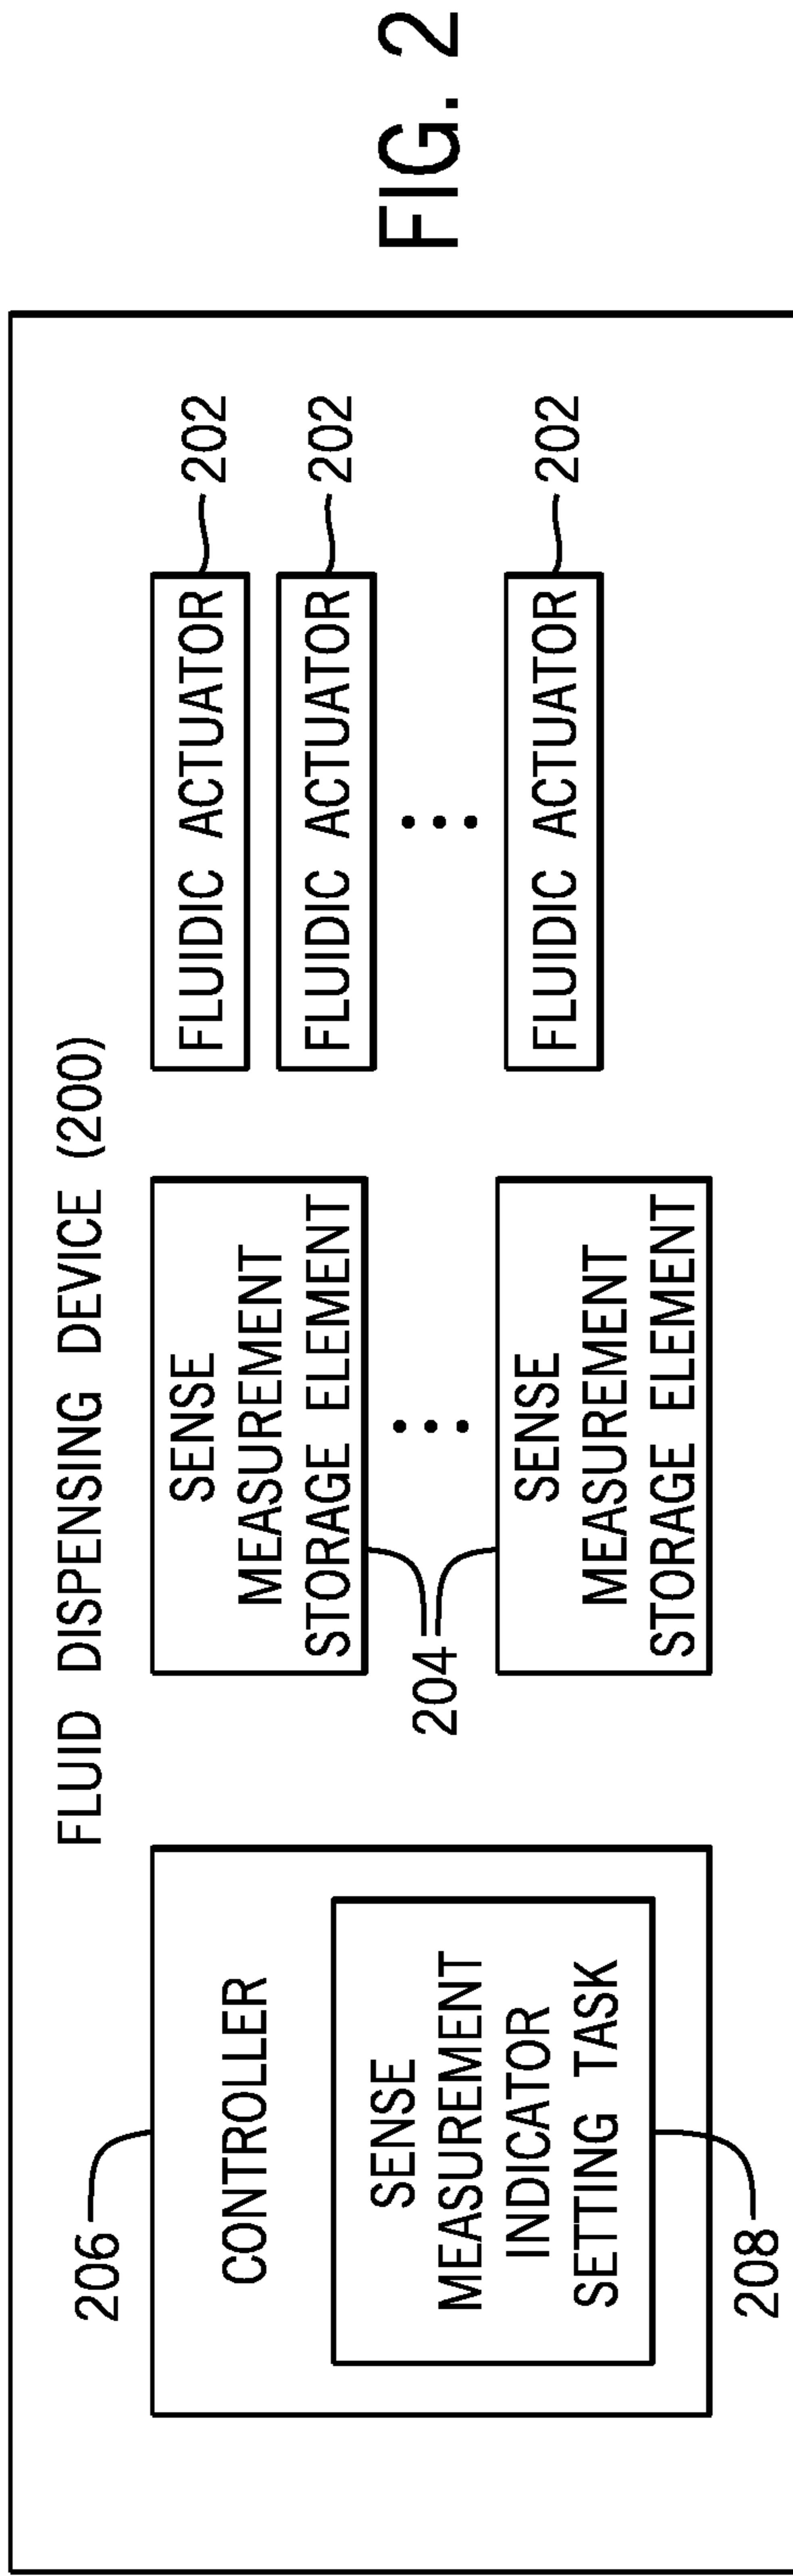 FLUID DISPENSING DEVICE (200)
206
CONTROLLER
SENSE
MEASUREMENT
INDICATOR
SETTING TASK
208
SENSE
MEASUREMENT
STORAGE ELEMENT
204
SENSE
MEASUREMENT
STORAGE ELEMENT
FLUIDIC ACTUATOR
202
FLUIDIC ACTUATOR
202
FLUIDIC ACTUATOR
202
FIG. 2